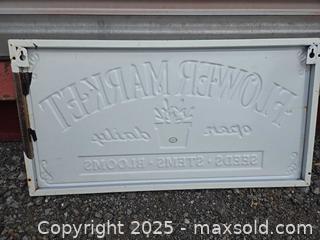 FLOWER MARKET
open daily
SEEDS · STEMS · BLOOMS
Copyright 2025 - maxsold.com